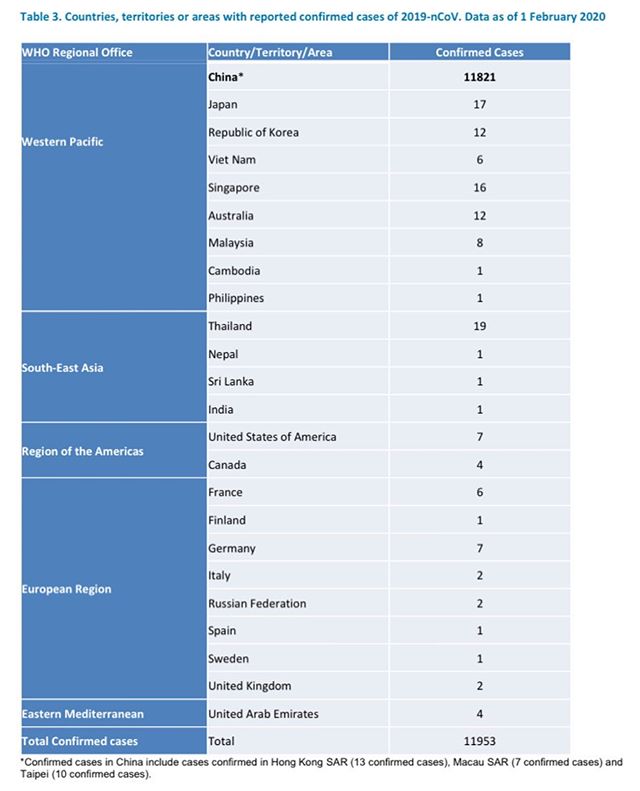 Table 3. Countries, territories or areas with reported confirmed cases of 2019-nCoV. Data as of 1 February 2020
WHO Regional Office Country/Territory/Area Confirmed Cases
Western Pacific China* 11821
Japan 17
Republic of Korea 12
Viet Nam 6
Singapore 16
Australia 12
Malaysia 8
Cambodia 1
Philippines 1
South-East Asia Thailand 19
Nepal 1
Sri Lanka 1
India 1
Region of the Americas United States of America 7
Canada 4
European Region France 6
Finland 1
Germany 7
Italy 2
Russian Federation 2
Spain 1
Sweden 1
United Kingdom 2
Eastern Mediterranean United Arab Emirates 4
Total Confirmed cases Total 11953
*Confirmed cases in China include cases confirmed in Hong Kong SAR (13 confirmed cases), Macau SAR (7 confirmed cases) and
Taipei (10 confirmed cases).